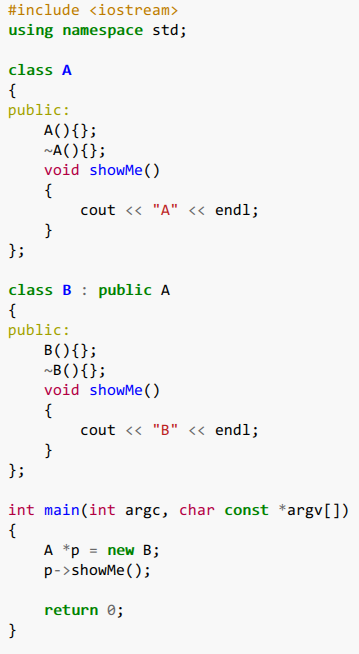 #include <iostream>
using namespace std;

class A
{
public:
    A(){};
    ~A(){};
    void showMe()
    {
        cout << "A" << endl;
    }
};

class B : public A
{
public:
    B(){};
    ~B(){};
    void showMe()
    {
        cout << "B" << endl;
    }
};

int main(int argc, char const *argv[])
{
    A *p = new B;
    p->showMe();

    return 0;
}